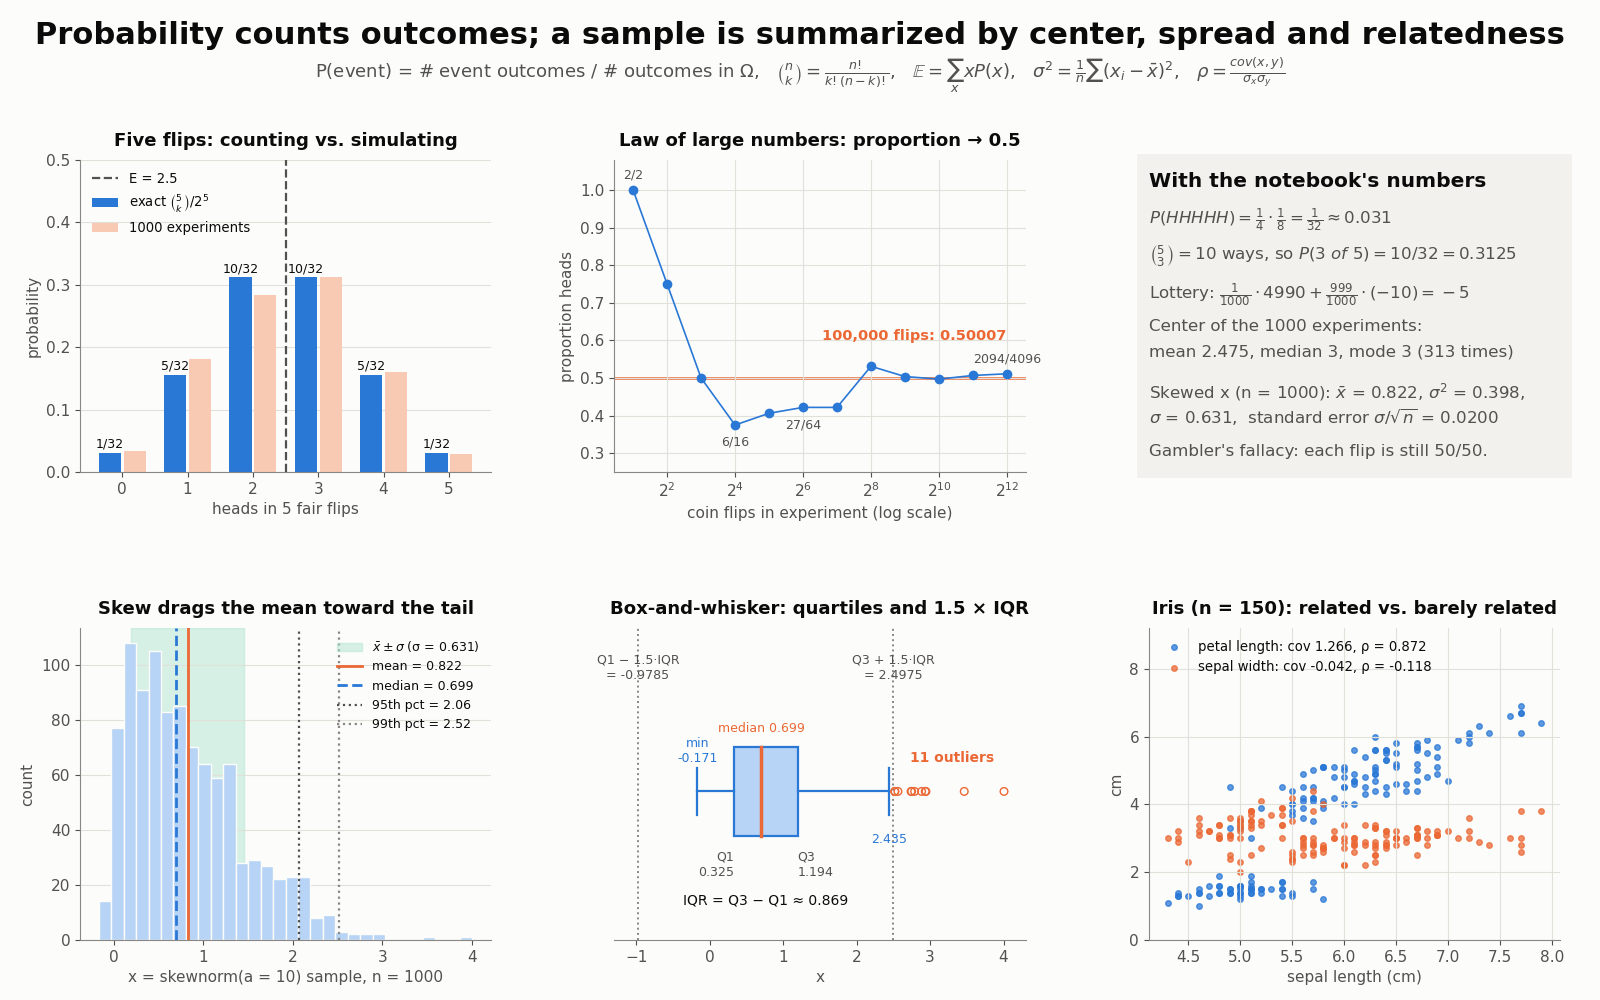 Probability counts outcomes; a sample is summarized by center, spread and relatedness
P(event) = # event outcomes / # outcomes in Ω, (n k) = n! / k! (n − k)!, 𝔼 = ∑ₓ xP(x), σ² = 1/n ∑(xᵢ − x̄)², ρ = cov(x, y) / σₓσᵧ
Five flips: counting vs. simulating
E = 2.5
exact (5 k)/2⁵
1000 experiments
0.5
0.4
0.3
0.2
0.1
0.0
probability
1/32
5/32
10/32
10/32
5/32
1/32
0 1 2 3 4 5
heads in 5 fair flips
Law of large numbers: proportion → 0.5
1.0
0.9
0.8
0.7
0.6
0.5
0.4
0.3
proportion heads
2/2
6/16
27/64
100,000 flips: 0.50007
2094/4096
2² 2⁴ 2⁶ 2⁸ 2¹⁰ 2¹²
coin flips in experiment (log scale)
With the notebook's numbers
P(HHHHH) = 1/4 · 1/8 = 1/32 ≈ 0.031
(5 3) = 10 ways, so P(3 of 5) = 10/32 = 0.3125
Lottery: 1/1000 · 4990 + 999/1000 · (−10) = −5
Center of the 1000 experiments:
mean 2.475, median 3, mode 3 (313 times)
Skewed x (n = 1000): x̄ = 0.822, σ² = 0.398,
σ = 0.631, standard error σ/√n = 0.0200
Gambler's fallacy: each flip is still 50/50.
Skew drags the mean toward the tail
x̄ ± σ (σ = 0.631)
mean = 0.822
median = 0.699
95th pct = 2.06
99th pct = 2.52
100
80
60
40
20
0
count
0 1 2 3 4
x = skewnorm(a = 10) sample, n = 1000
Box-and-whisker: quartiles and 1.5 × IQR
Q1 − 1.5·IQR
= -0.9785
Q3 + 1.5·IQR
= 2.4975
median 0.699
min
-0.171
11 outliers
2.435
Q1
0.325
Q3
1.194
IQR = Q3 − Q1 ≈ 0.869
−1 0 1 2 3 4
x
Iris (n = 150): related vs. barely related
petal length: cov 1.266, ρ = 0.872
sepal width: cov -0.042, ρ = -0.118
8
6
4
2
0
cm
4.5 5.0 5.5 6.0 6.5 7.0 7.5 8.0
sepal length (cm)